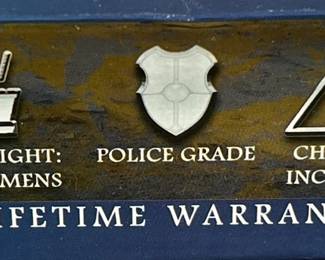 IGHT: POLICE GRADE CH
MENS INC
IFETIME WARRAN